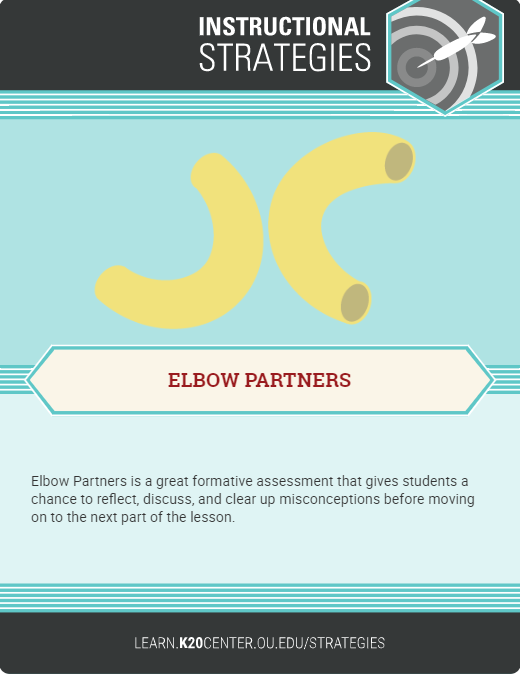 INSTRUCTIONAL
STRATEGIES
ELBOW PARTNERS
Elbow Partners is a great formative assessment that gives students a
chance to reflect, discuss, and clear up misconceptions before moving
on to the next part of the lesson.
LEARN.K20CENTER.OU.EDU/STRATEGIES